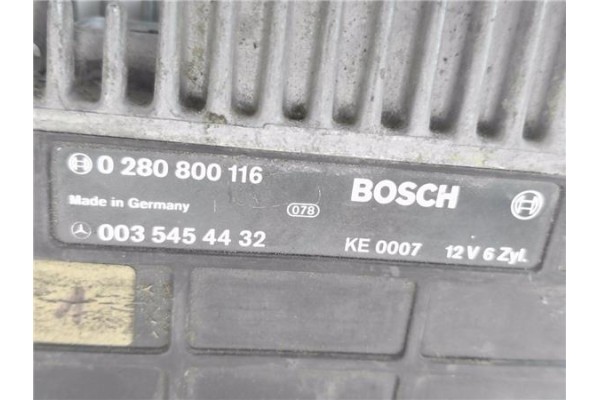 0 280 800 116
BOSCH
Made in Germany
078
003 545 44 32
KE 0007
12 V 6 Zyl.